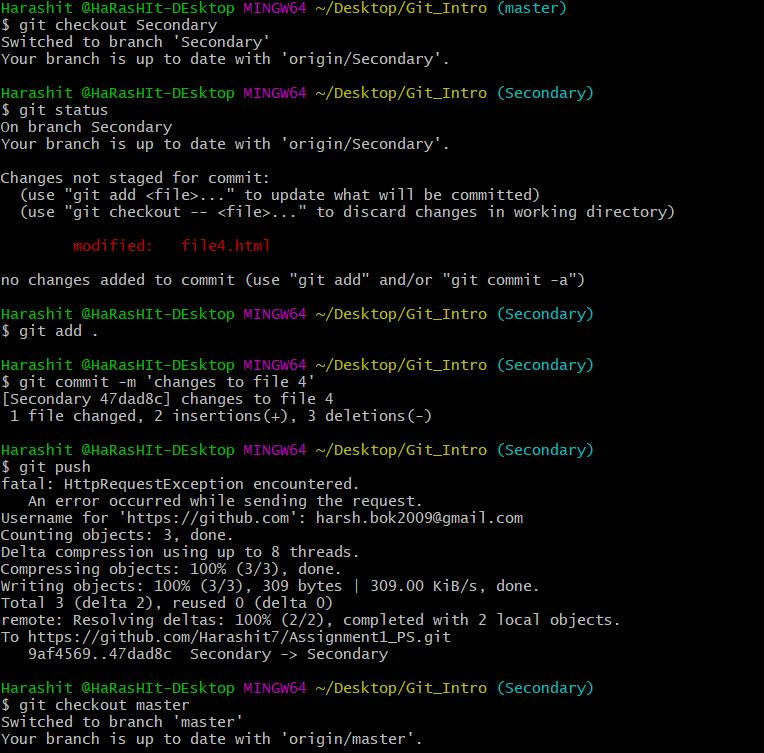 Harashit @HaRasHIt-DEsktop MINGW64 ~/Desktop/Git_Intro (master)
$ git checkout Secondary
Switched to branch 'Secondary'
Your branch is up to date with 'origin/Secondary'.
Harashit @HaRasHIt-DEsktop MINGW64 ~/Desktop/Git_Intro (Secondary)
$ git status
On branch Secondary
Your branch is up to date with 'origin/Secondary'.
Changes not staged for commit:
  (use "git add <file>..." to update what will be committed)
  (use "git checkout -- <file>..." to discard changes in working directory)
        modified:   file4.html
no changes added to commit (use "git add" and/or "git commit -a")
Harashit @HaRasHIt-DEsktop MINGW64 ~/Desktop/Git_Intro (Secondary)
$ git add .
Harashit @HaRasHIt-DEsktop MINGW64 ~/Desktop/Git_Intro (Secondary)
$ git commit -m 'changes to file 4'
[Secondary 47dad8c] changes to file 4
 1 file changed, 2 insertions(+), 3 deletions(-)
Harashit @HaRasHIt-DEsktop MINGW64 ~/Desktop/Git_Intro (Secondary)
$ git push
fatal: HttpRequestException encountered.
   An error occurred while sending the request.
Username for 'https://github.com': harsh.bok2009@gmail.com
Counting objects: 3, done.
Delta compression using up to 8 threads.
Compressing objects: 100% (3/3), done.
Writing objects: 100% (3/3), 309 bytes | 309.00 KiB/s, done.
Total 3 (delta 2), reused 0 (delta 0)
remote: Resolving deltas: 100% (2/2), completed with 2 local objects.
To https://github.com/Harashit7/Assignment1_PS.git
   9af4569..47dad8c  Secondary -> Secondary
Harashit @HaRasHIt-DEsktop MINGW64 ~/Desktop/Git_Intro (Secondary)
$ git checkout master
Switched to branch 'master'
Your branch is up to date with 'origin/master'.